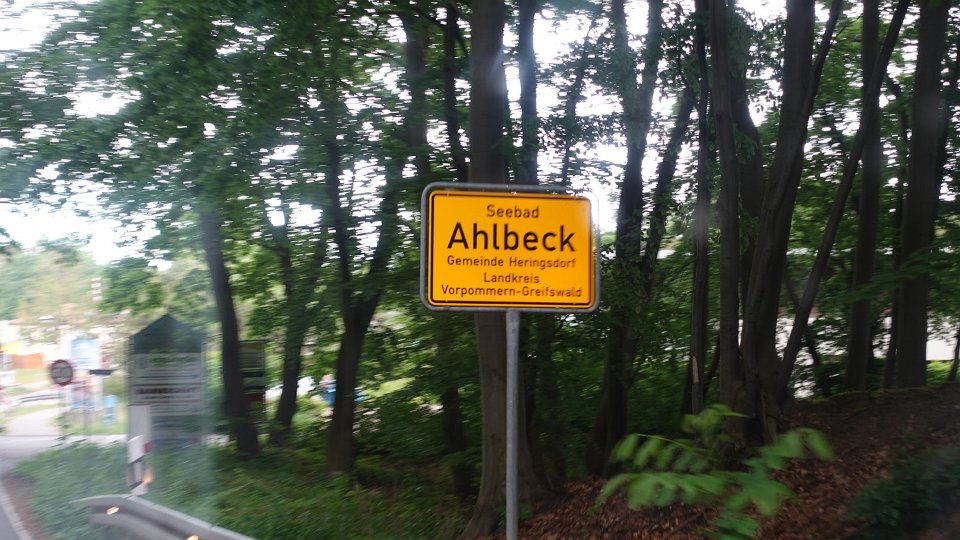 Seebad
Ahlbeck
Gemeinde Heringsdorf
Landkreis
Vorpommern-Greifswald